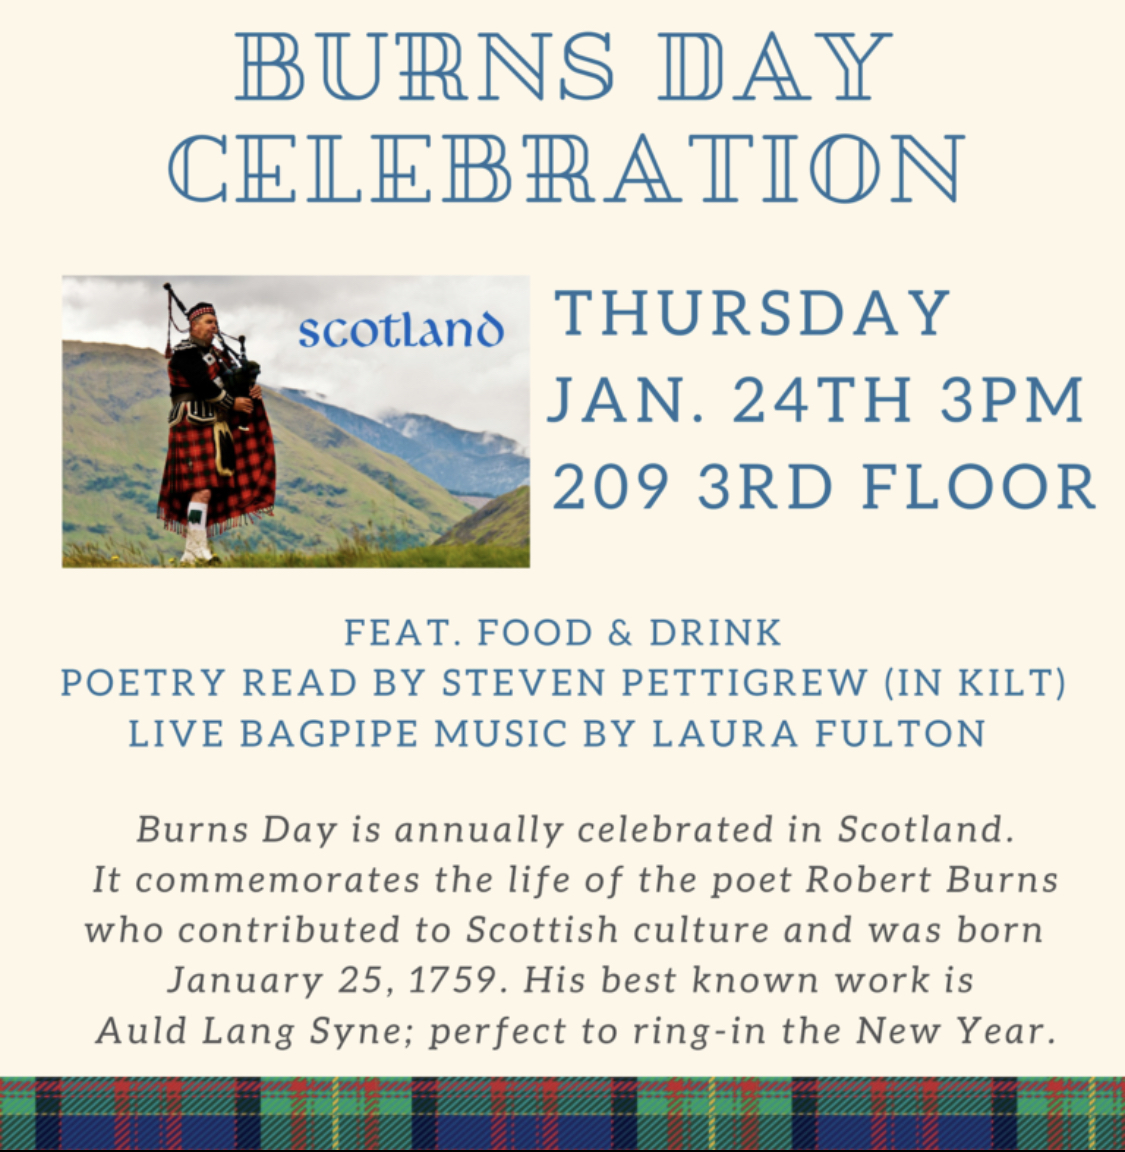 BURNS DAY
CELEBRATION
scotland
THURSDAY
JAN. 24TH 3PM
209 3RD FLOOR
FEAT. FOOD & DRINK
POETRY READ BY STEVEN PETTIGREW (IN KILT)
LIVE BAGPIPE MUSIC BY LAURA FULTON
Burns Day is annually celebrated in Scotland.
It commemorates the life of the poet Robert Burns
who contributed to Scottish culture and was born
January 25, 1759. His best known work is
Auld Lang Syne; perfect to ring-in the New Year.